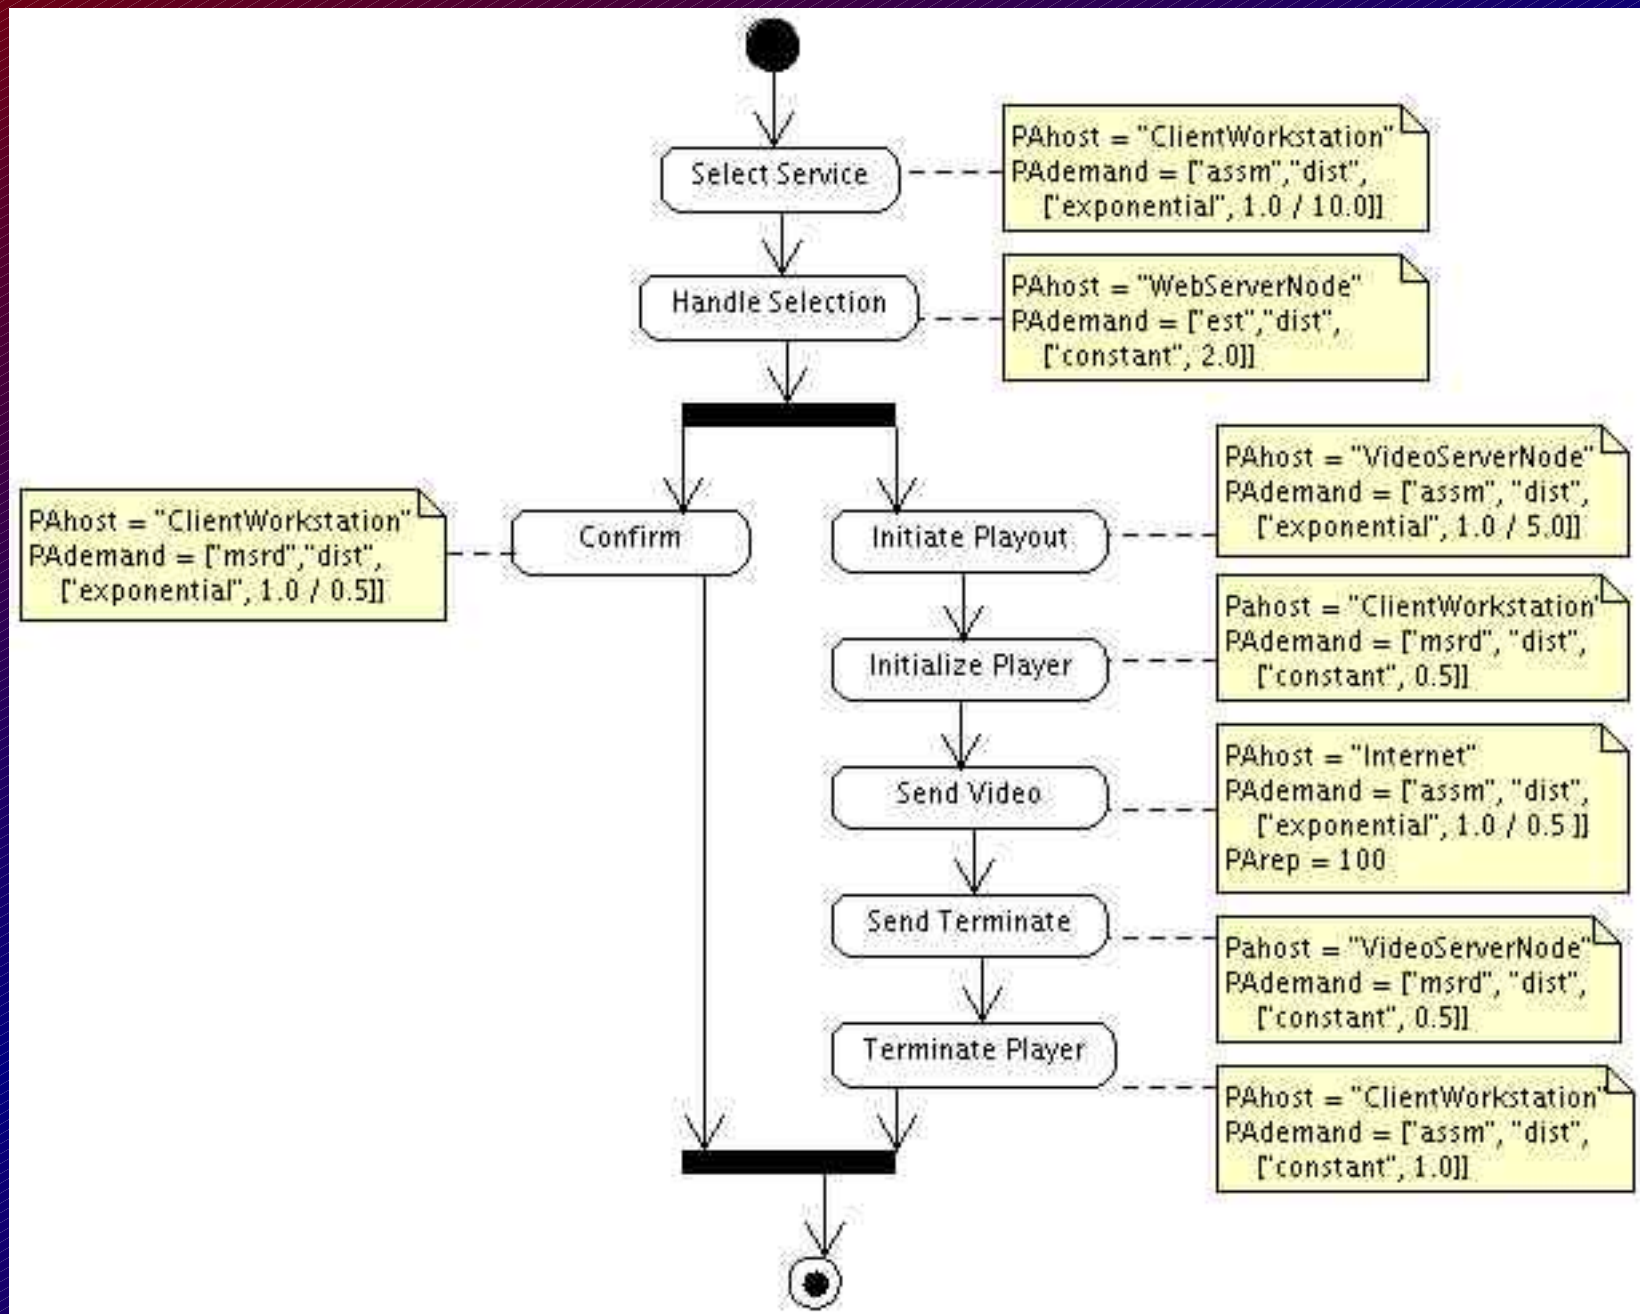 Select Service
PAhost = "ClientWorkstation"
PAdemand = ["assm","dist",
["exponential", 1.0 / 10.0]]
Handle Selection
PAhost = "WebServerNode"
PAdemand = ["est","dist",
["constant", 2.0]]
PAhost = "ClientWorkstation"
PAdemand = ["msrd","dist",
["exponential", 1.0 / 0.5]]
Confirm
Initiate Playout
PAhost = "VideoServerNode"
PAdemand = ["assm", "dist",
["exponential", 1.0 / 5.0]]
Initialize Player
Pahost = "ClientWorkstation"
PAdemand = ["msrd", "dist",
["constant", 0.5]]
Send Video
PAhost = "Internet"
PAdemand = ["assm", "dist",
["exponential", 1.0 / 0.5 ]]
PArep = 100
Send Terminate
Pahost = "VideoServerNode"
PAdemand = ["msrd", "dist",
["constant", 0.5]]
Terminate Player
PAhost = "ClientWorkstation"
PAdemand = ["assm", "dist",
["constant", 1.0]]